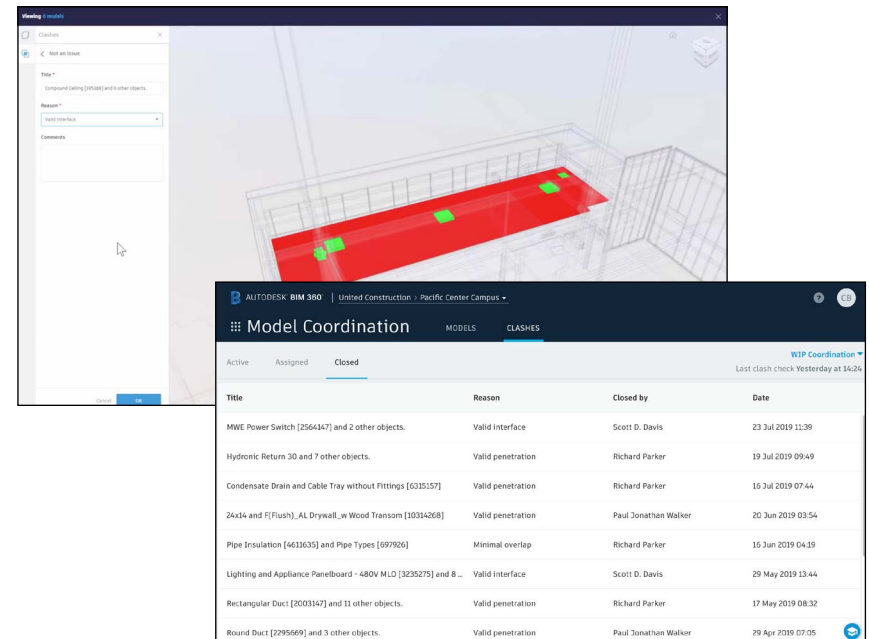 Viewing 6 models
Clashes
Not an issue
Title *
Compound Ceiling [395268] and 6 other objects.
Reason *
Valid interface
Comments
Cancel OK
AUTODESK BIM 360 United Construction > Pacific Center Campus
CB
Model Coordination MODELS CLASHES
Active Assigned Closed
WIP Coordination
Last clash check Yesterday at 14:24
Title Reason Closed by Date
MWE Power Switch [2564147] and 2 other objects. Valid interface Scott D. Davis 23 Jul 2019 11:39
Hydronic Return 30 and 7 other objects. Valid penetration Richard Parker 19 Jul 2019 09:49
Condensate Drain and Cable Tray without Fittings [6315157] Valid penetration Richard Parker 16 Jul 2019 07:44
24x14 and F(Flush)_AL Drywall_w Wood Transom [10314268] Valid penetration Paul Jonathan Walker 20 Jun 2019 03:54
Pipe Insulation [4611635] and Pipe Types [697926] Minimal overlap Richard Parker 16 Jun 2019 04:19
Lighting and Appliance Panelboard - 480V MLO [3235275] and 8 ... Valid interface Scott D. Davis 29 May 2019 13:44
Rectangular Duct [2003147] and 11 other objects. Valid penetration Richard Parker 17 May 2019 08:32
Round Duct [2295669] and 3 other objects. Valid penetration Paul Jonathan Walker 29 Apr 2019 07:05